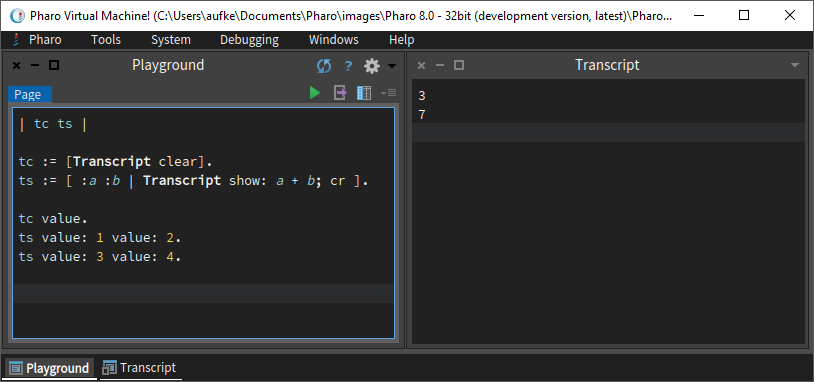 Pharo Virtual Machine! (C:\Users\aufke\Documents\Pharo\images\Pharo 8.0 - 32bit (development version, latest)\Pharo...
Pharo Tools System Debugging Windows Help
Playground
?
Page
| tc ts |
tc := [Transcript clear].
ts := [ :a :b | Transcript show: a + b; cr ].
tc value.
ts value: 1 value: 2.
ts value: 3 value: 4.
Transcript
3
7
Playground Transcript